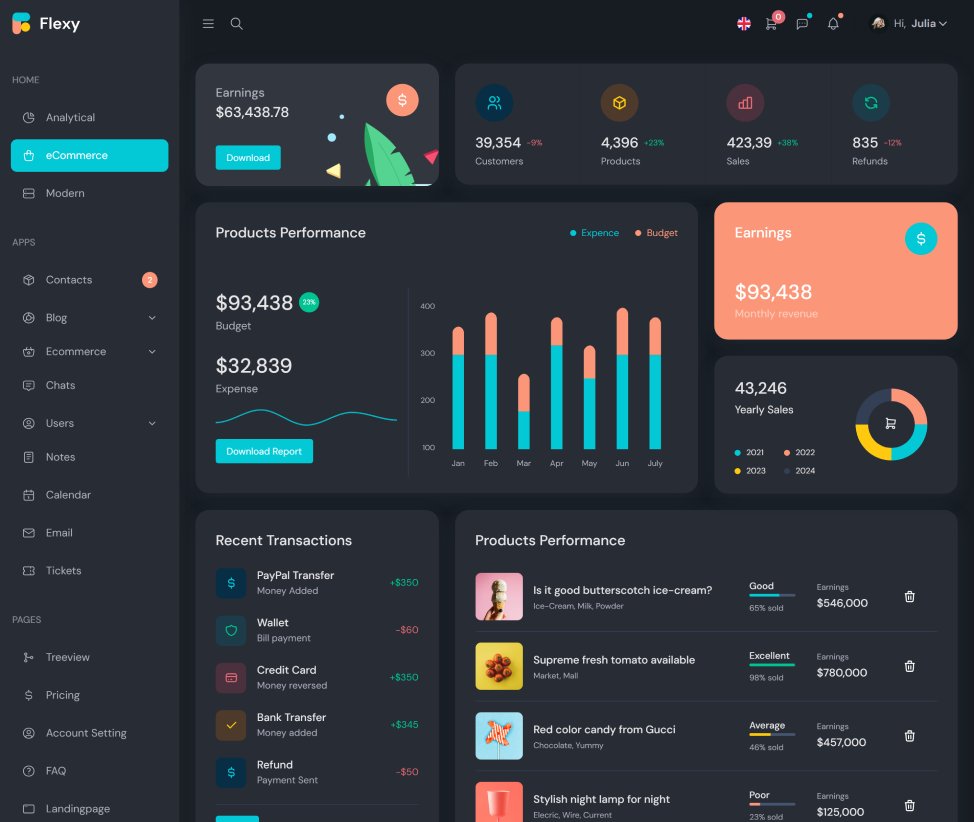 Flexy
0
Hi, Julia
HOME
Analytical
eCommerce
Modern
APPS
Contacts
2
Blog
Ecommerce
Chats
Users
Notes
Calendar
Email
Tickets
PAGES
Treeview
$ Pricing
Account Setting
FAQ
Landingpage
Earnings
$63,438.78
$
Download
39,354 -9%
Customers
4,396 +23%
Products
423,39 +38%
Sales
835 -12%
Refunds
Products Performance
Expence
Budget
$93,438 23%
Budget
$32,839
Expense
Download Report
400
300
200
100
Jan Feb Mar Apr May Jun July
Earnings
$
$93,438
Monthly revenue
43,246
Yearly Sales
2021 2022
2023 2024
Recent Transactions
$
PayPal Transfer
Money Added
+$350
Wallet
Bill payment
-$60
Credit Card
Money reversed
+$350
Bank Transfer
Money added
+$345
$
Refund
Payment Sent
-$50
Products Performance
Is it good butterscotch ice-cream?
Ice-Cream, Milk, Powder
Good
65% sold
Earnings
$546,000
Supreme fresh tomato available
Market, Mall
Excellent
98% sold
Earnings
$780,000
Red color candy from Gucci
Chocolate, Yummy
Average
46% sold
Earnings
$457,000
Stylish night lamp for night
Elecric, Wire, Current
Poor
23% sold
Earnings
$125,000